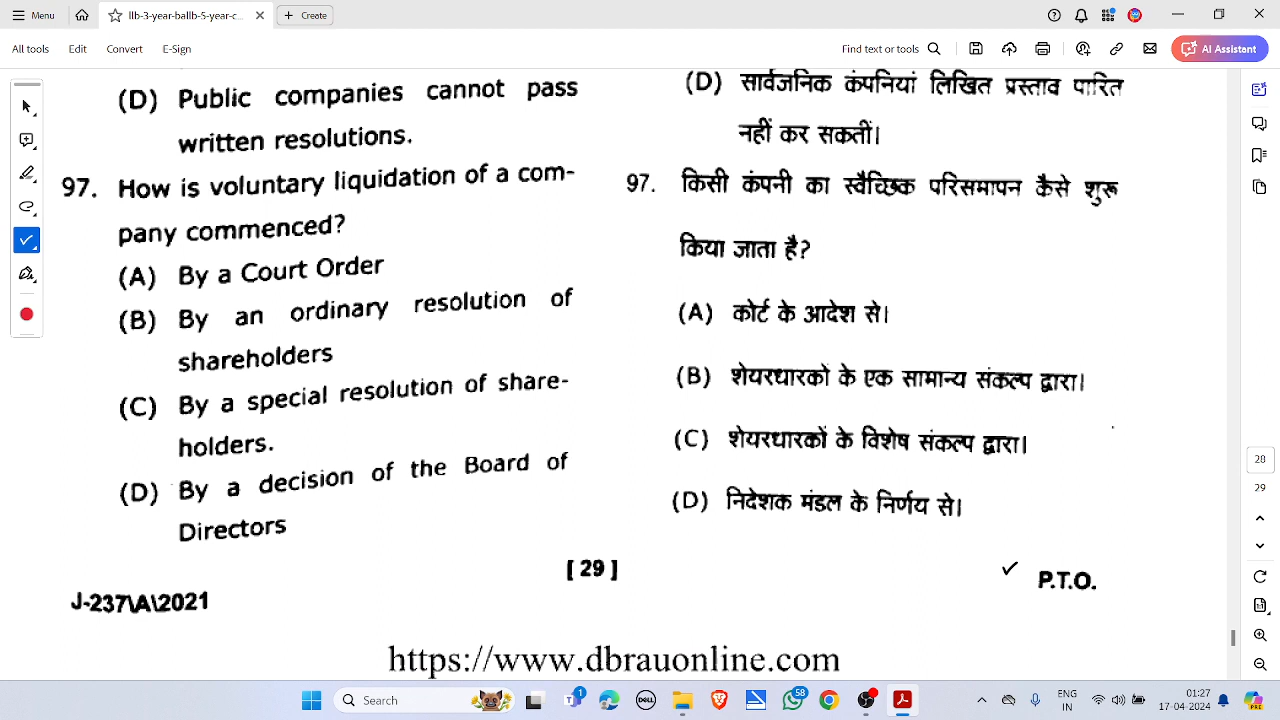 Menu
llb-3-year-ballb-5-year-c...
Create
All tools Edit Convert E-Sign
Find text or tools
AI Assistant
(D) Public companies cannot pass
written resolutions.
97. How is voluntary liquidation of a com-
pany commenced?
(A) By a Court Order
(B) By an ordinary resolution of
shareholders
(C) By a special resolution of share-
holders.
(D) By a decision of the Board of
Directors
(D) सार्वजनिक कंपनियां लिखित प्रस्ताव पारित
नहीं कर सकतीं।
97. किसी कंपनी का स्वैच्छिक परिसमापन कैसे शुरू
किया जाता है?
(A) कोर्ट के आदेश से।
(B) शेयरधारकों के एक सामान्य संकल्प द्वारा।
(C) शेयरधारकों के विशेष संकल्प द्वारा।
(D) निदेशक मंडल के निर्णय से।
[ 29 ]
P.T.O.
J-237\A\2021
https://www.dbrauonline.com
28
29
Search
1
DELL
58
ENG
IN
01:27
17-04-2024